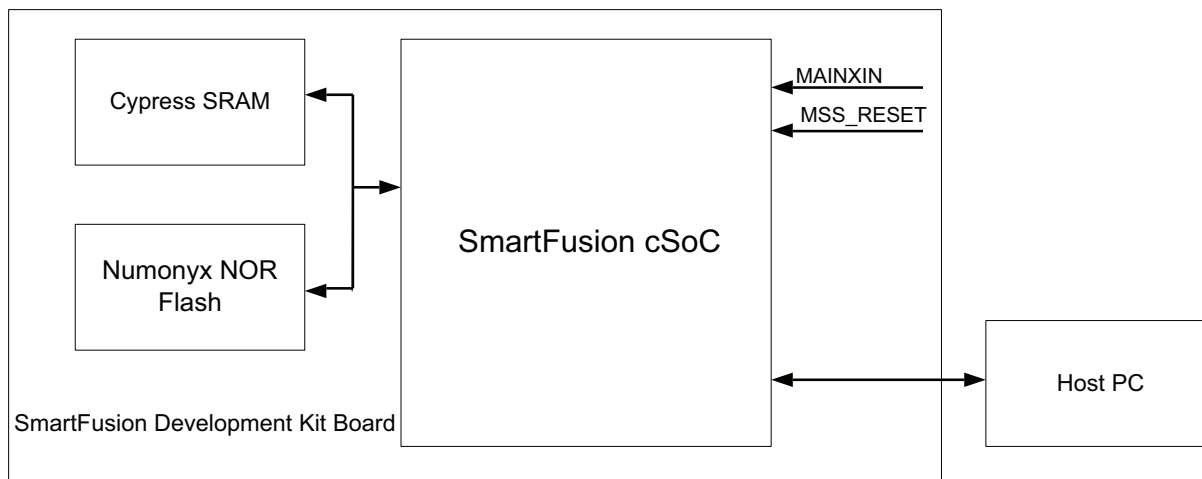 Cypress SRAM
MAINXIN
MSS_RESET
SmartFusion cSoC
Numonyx NOR
Flash
Host PC
SmartFusion Development Kit Board